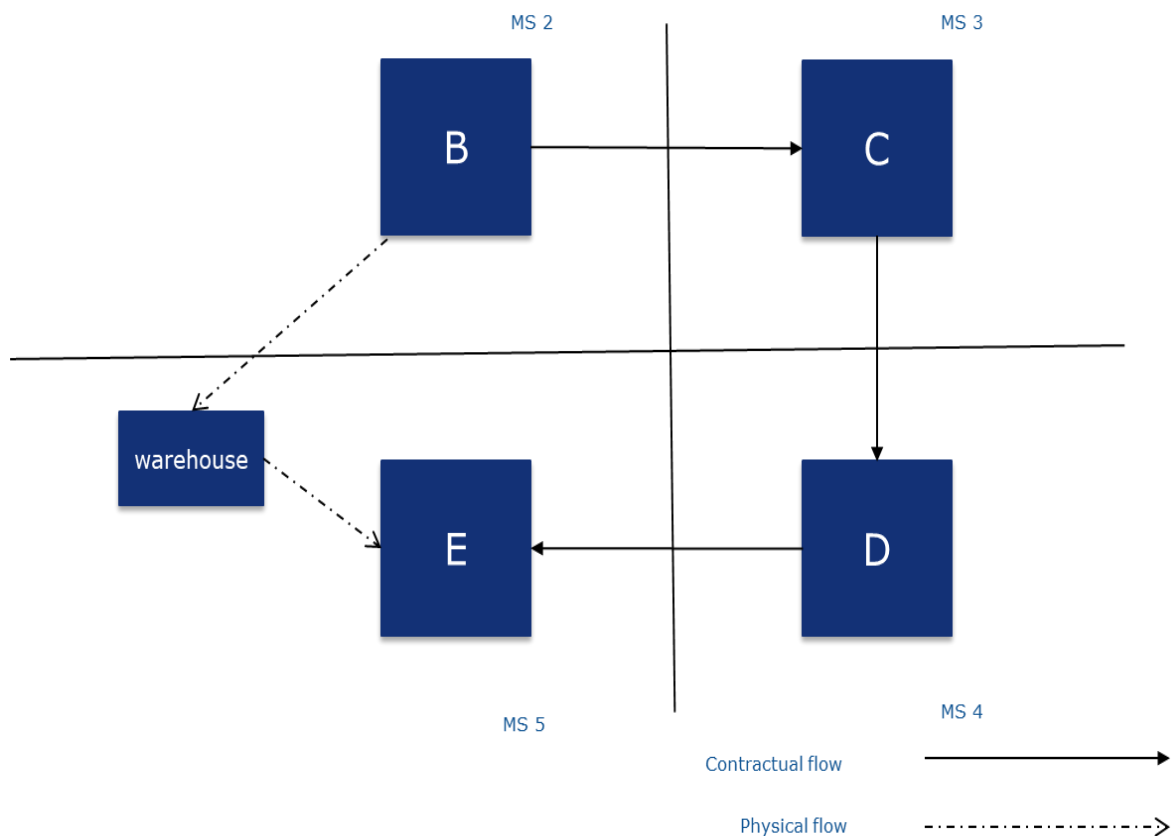 MS 2
MS 3
B
C
warehouse
E
D
MS 5
MS 4
Contractual flow
Physical flow